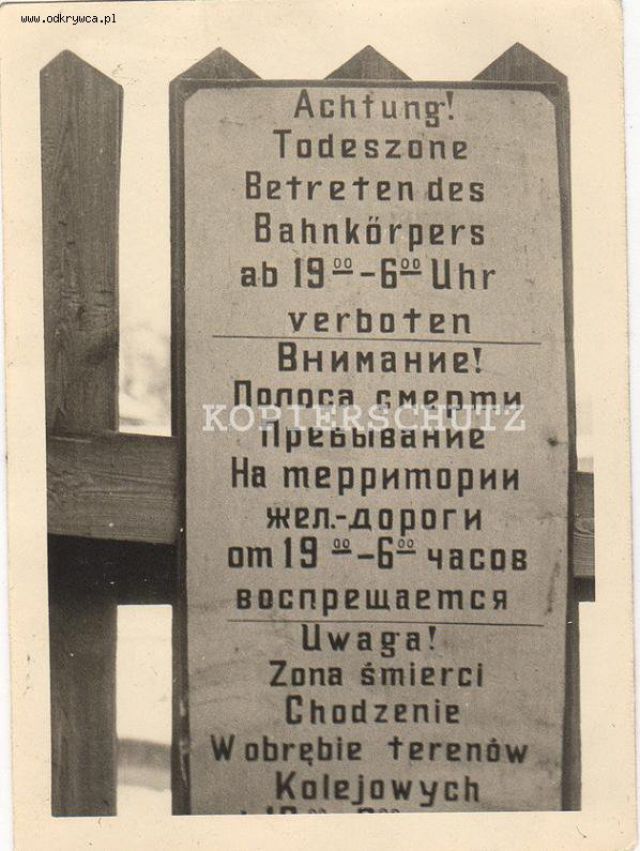 www.odkrywca.pl
Achtung!
Todeszone
Betreten des
Bahnkörpers
ab 19⁰⁰-6⁰⁰ Uhr
verboten
Внимание!
Полоса смерти
KOPIERSCHUTZ
Пребывание
На территории
жел.-дороги
от 19⁰⁰-6⁰⁰ часов
воспрещается
Uwaga!
Zona śmierci
Chodzenie
W obrębie terenów
Kolejowych